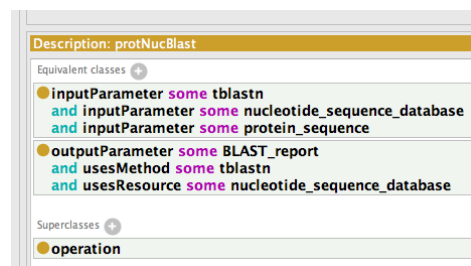 Description: protNucBlast
Equivalent classes
inputParameter some tblastn
and inputParameter some nucleotide_sequence_database
and inputParameter some protein_sequence
outputParameter some BLAST_report
and usesMethod some tblastn
and usesResource some nucleotide_sequence_database
Superclasses
operation